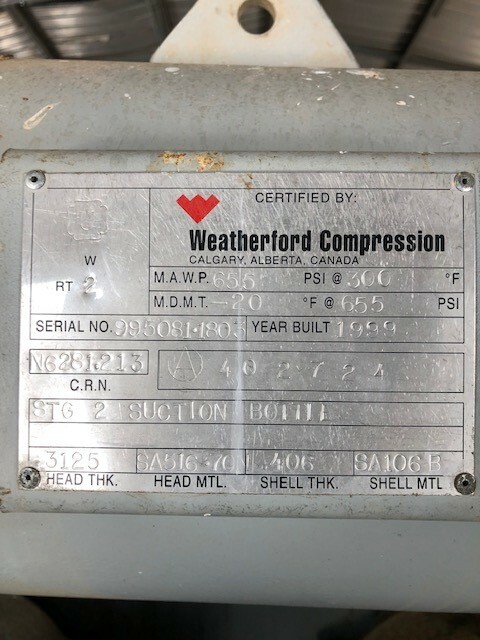 CERTIFIED BY:
Weatherford Compression
CALGARY, ALBERTA, CANADA
W
RT 2
M.A.W.P. 655 PSI @ 300 °F
M.D.M.T. -20 °F @ 655 PSI
SERIAL NO. 995081-1803 YEAR BUILT 1999
N6281.213
C.R.N.
A 402724
STG 2 SUCTION
.3125 SA516-70 .406 SA106 B
HEAD THK. HEAD MTL. SHELL THK. SHELL MTL